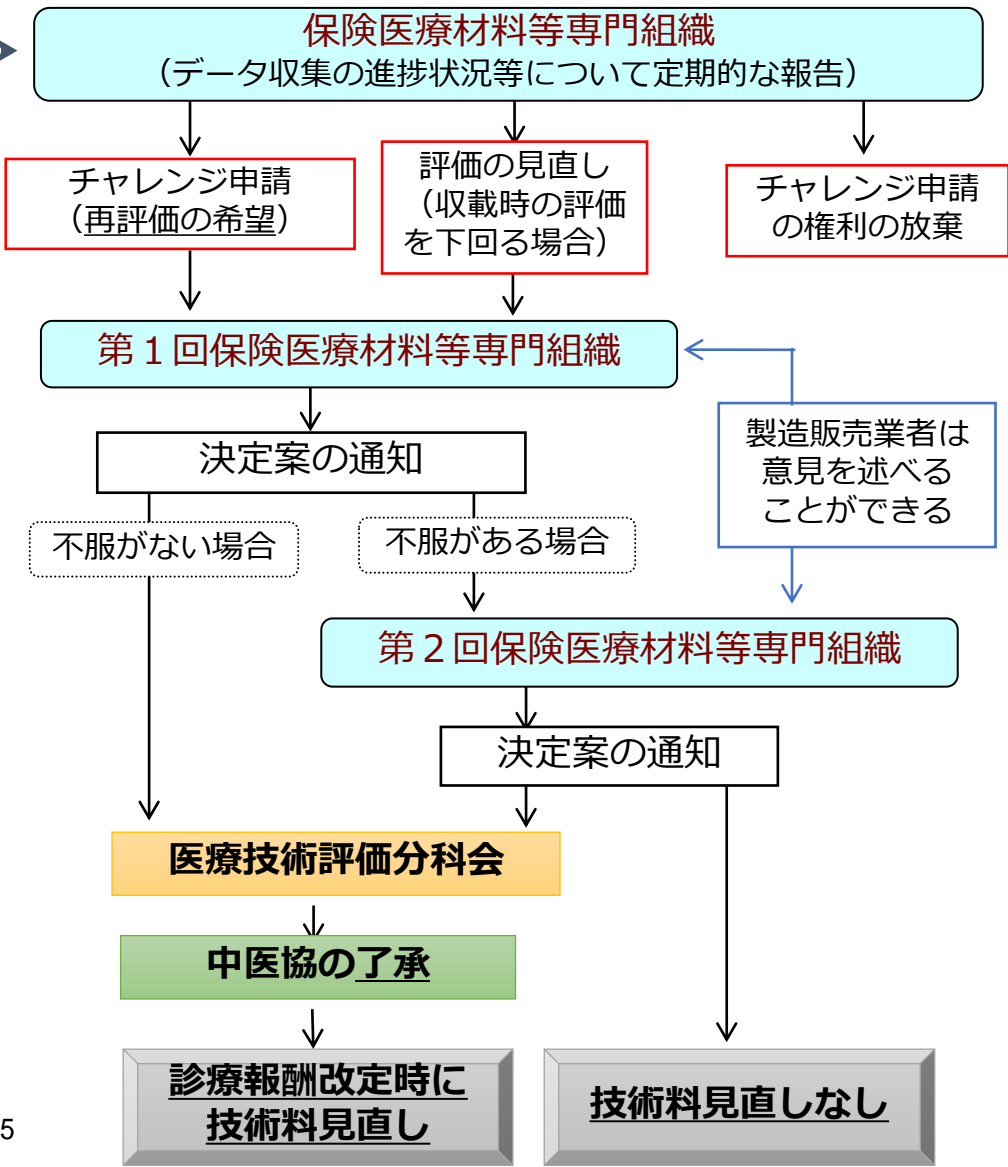 保険医療材料等専門組織
（データ収集の進捗状況等について定期的な報告）
チャレンジ申請
（再評価の希望）
評価の見直し
（収載時の評価
を下回る場合）
チャレンジ申請
の権利の放棄
第１回保険医療材料等専門組織
決定案の通知
製造販売業者は
意見を述べる
ことができる
不服がない場合
不服がある場合
第２回保険医療材料等専門組織
決定案の通知
医療技術評価分科会
中医協の了承
診療報酬改定時に
技術料見直し
技術料見直しなし
5